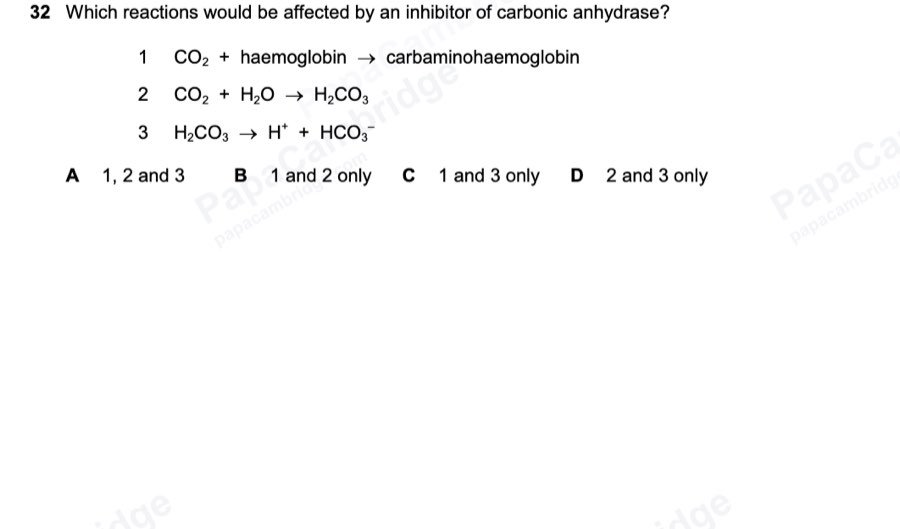 32 Which reactions would be affected by an inhibitor of carbonic anhydrase?
1 CO₂ + haemoglobin → carbaminohaemoglobin
2 CO₂ + H₂O → H₂CO₃
3 H₂CO₃ → H⁺ + HCO₃⁻
A 1, 2 and 3 B 1 and 2 only C 1 and 3 only D 2 and 3 only